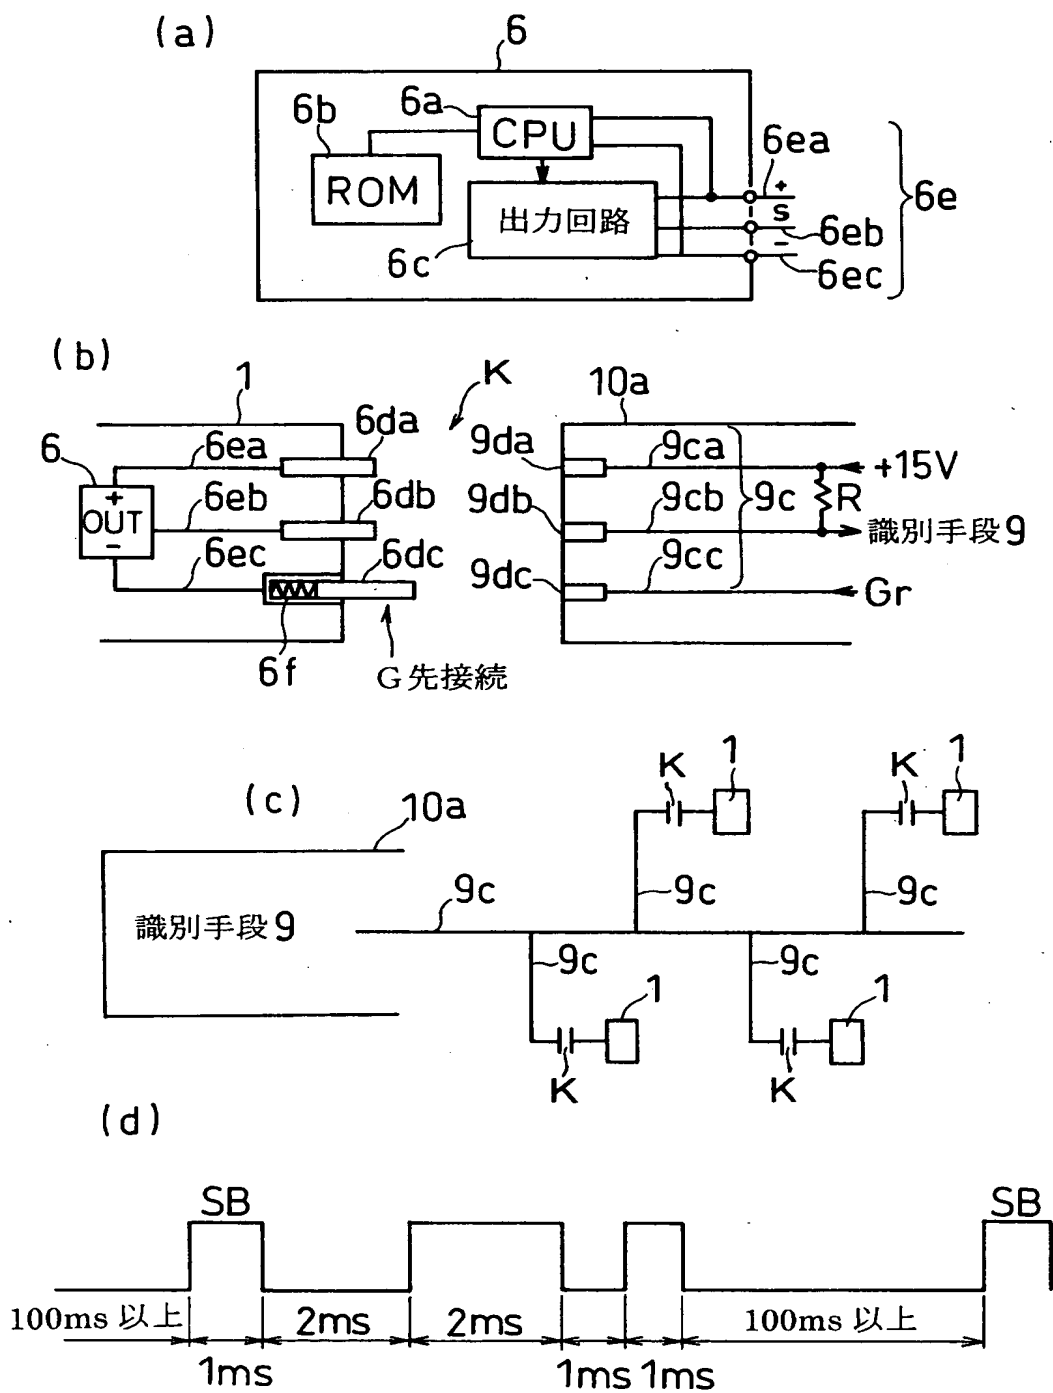 (a)
6
6b
6a
CPU
ROM
出力回路
6c
6ea
+
S
6eb
-
6ec
6e
(b)
1
K
10a
6
6ea
6da
9da
9ca
+15V
+
OUT
-
6eb
6db
9db
9cb
9c
R
識別手段9
6ec
6dc
9dc
9cc
Gr
6f
G先接続
(c)
10a
K
1
K
1
識別手段9
9c
9c
9c
9c
9c
1
1
K
K
(d)
SB
SB
100ms 以上
2ms
2ms
100ms 以上
1ms
1ms
1ms